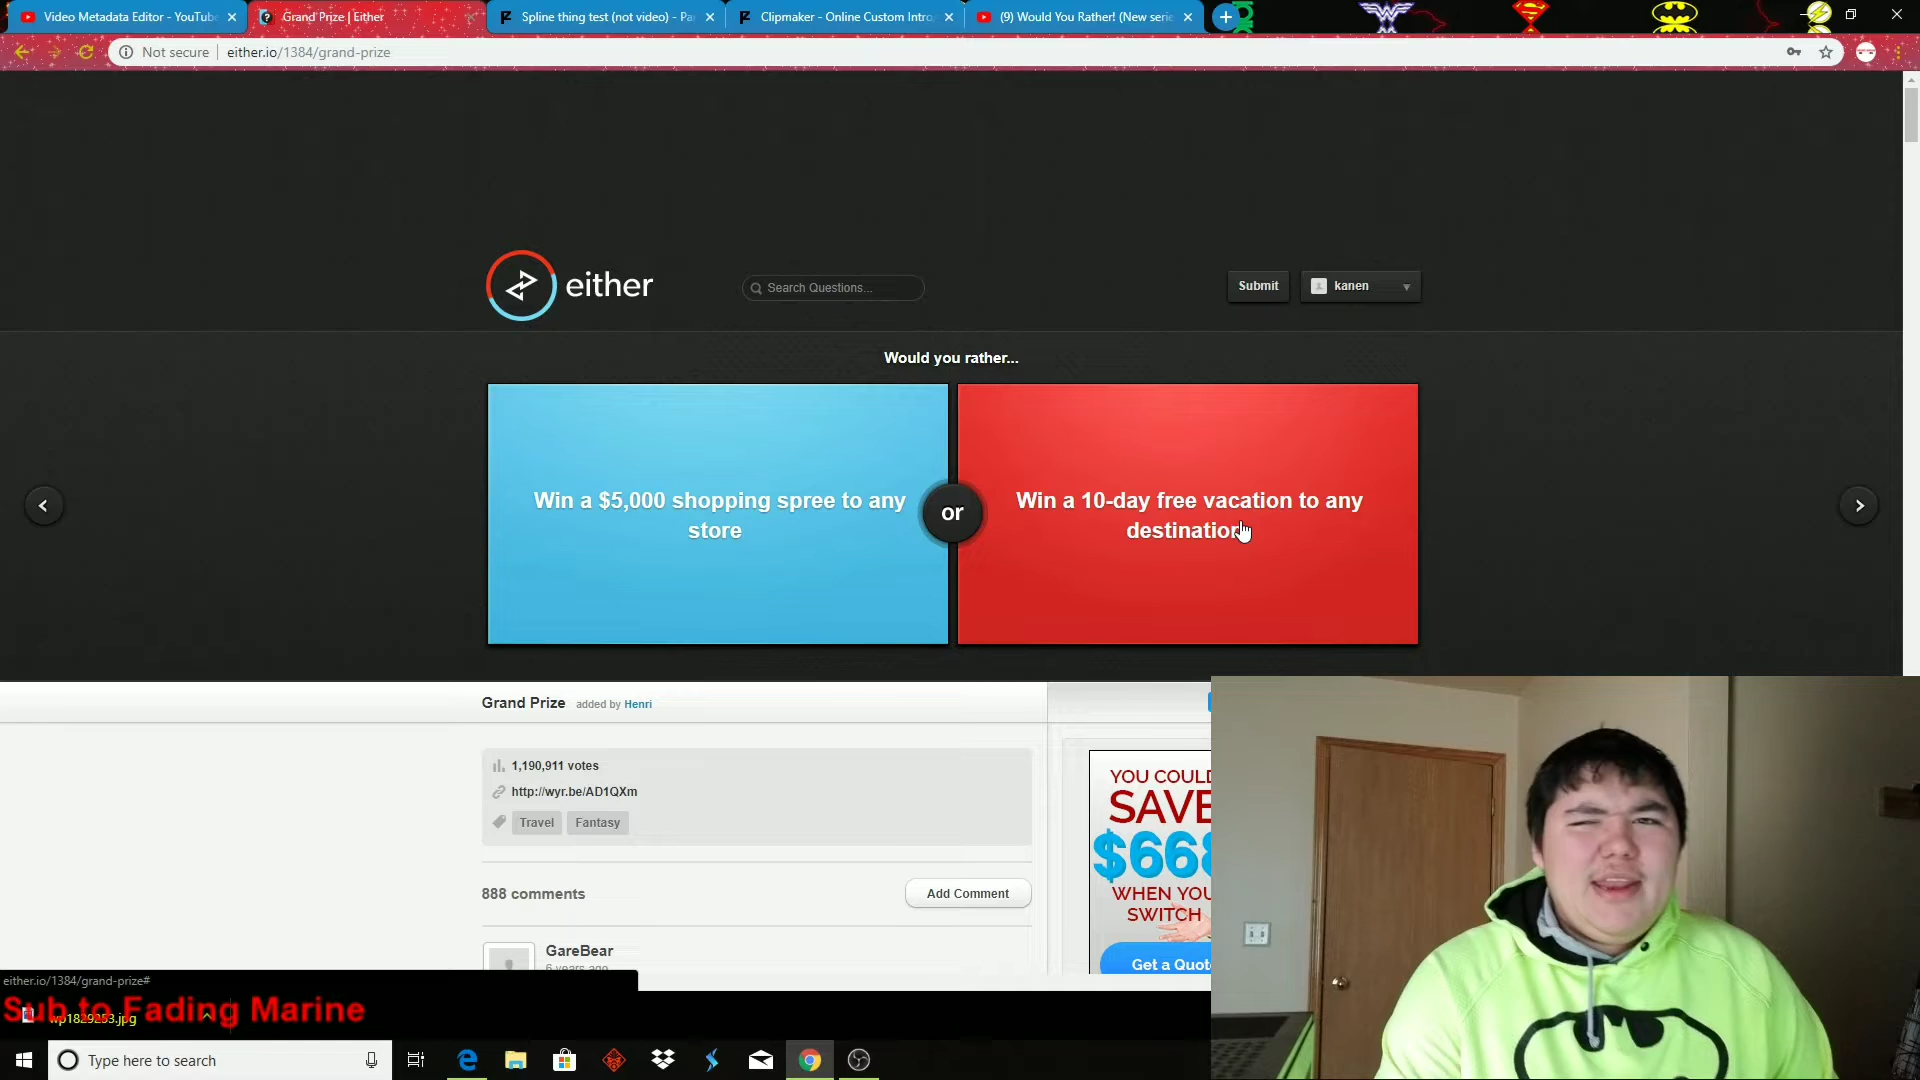 Video Metadata Editor - YouTube
Grand Prize | Either
Spline thing test (not video) - Pa
Clipmaker - Online Custom Intro,
(9) Would You Rather! (New serie
Not secure
either.io/1384/grand-prize
either
Search Questions...
Submit
kanen
Would you rather...
Win a $5,000 shopping spree to any
store
or
Win a 10-day free vacation to any
destination
Grand Prize added by Henri
1,190,911 votes
http://wyr.be/AD1QXm
Travel Fantasy
888 comments
Add Comment
GareBear
6 years ago
YOU COULD
SAVE
$668
WHEN YOU
SWITCH
Get a Quote
either.io/1384/grand-prize#
Sub to Fading Marine
wp1829253.jpg
Type here to search